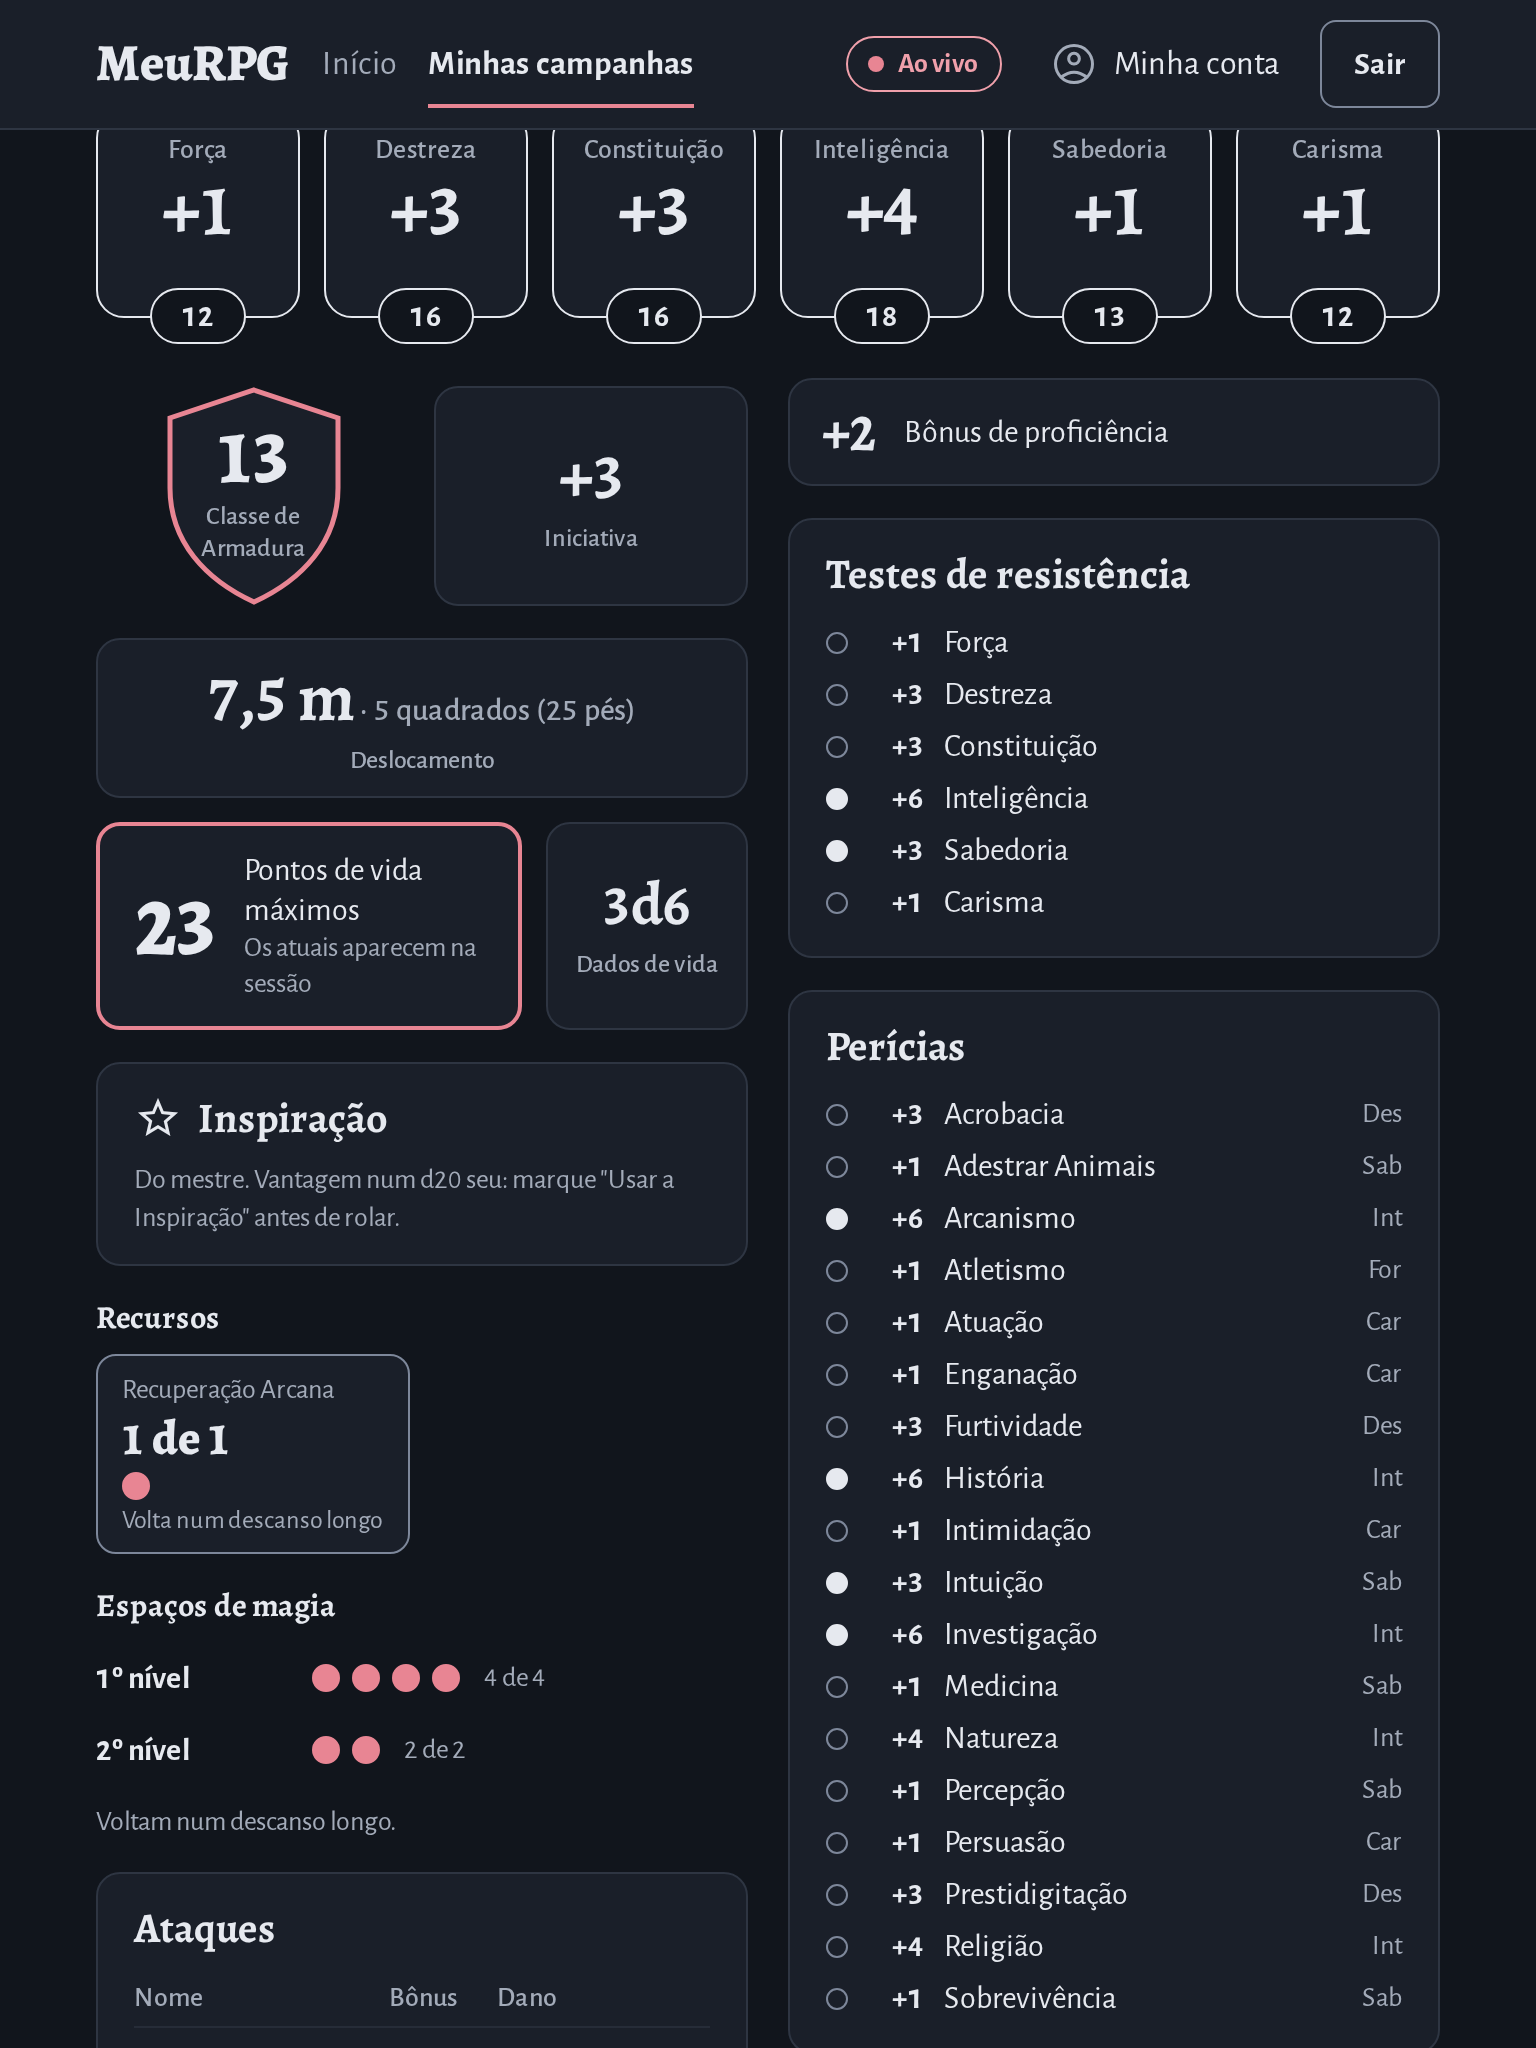 MeuRPG Início Minhas campanhas Ao vivo Minha conta Sair
Força Destreza Constituição Inteligência Sabedoria Carisma
+1 +3 +3 +4 +1 +1
12 16 16 18 13 12
13
Classe de
Armadura
+3
Iniciativa
7,5 m · 5 quadrados (25 pés)
Deslocamento
23
Pontos de vida
máximos
Os atuais aparecem na
sessão
3d6
Dados de vida
Inspiração
Do mestre. Vantagem num d20 seu: marque "Usar a
Inspiração" antes de rolar.
Recursos
Recuperação Arcana
1 de 1
Volta num descanso longo
Espaços de magia
1º nível 4 de 4
2º nível 2 de 2
Voltam num descanso longo.
Ataques
Nome Bônus Dano
+2 Bônus de proficiência
Testes de resistência
+1 Força
+3 Destreza
+3 Constituição
+6 Inteligência
+3 Sabedoria
+1 Carisma
Perícias
+3 Acrobacia Des
+1 Adestrar Animais Sab
+6 Arcanismo Int
+1 Atletismo For
+1 Atuação Car
+1 Enganação Car
+3 Furtividade Des
+6 História Int
+1 Intimidação Car
+3 Intuição Sab
+6 Investigação Int
+1 Medicina Sab
+4 Natureza Int
+1 Percepção Sab
+1 Persuasão Car
+3 Prestidigitação Des
+4 Religião Int
+1 Sobrevivência Sab